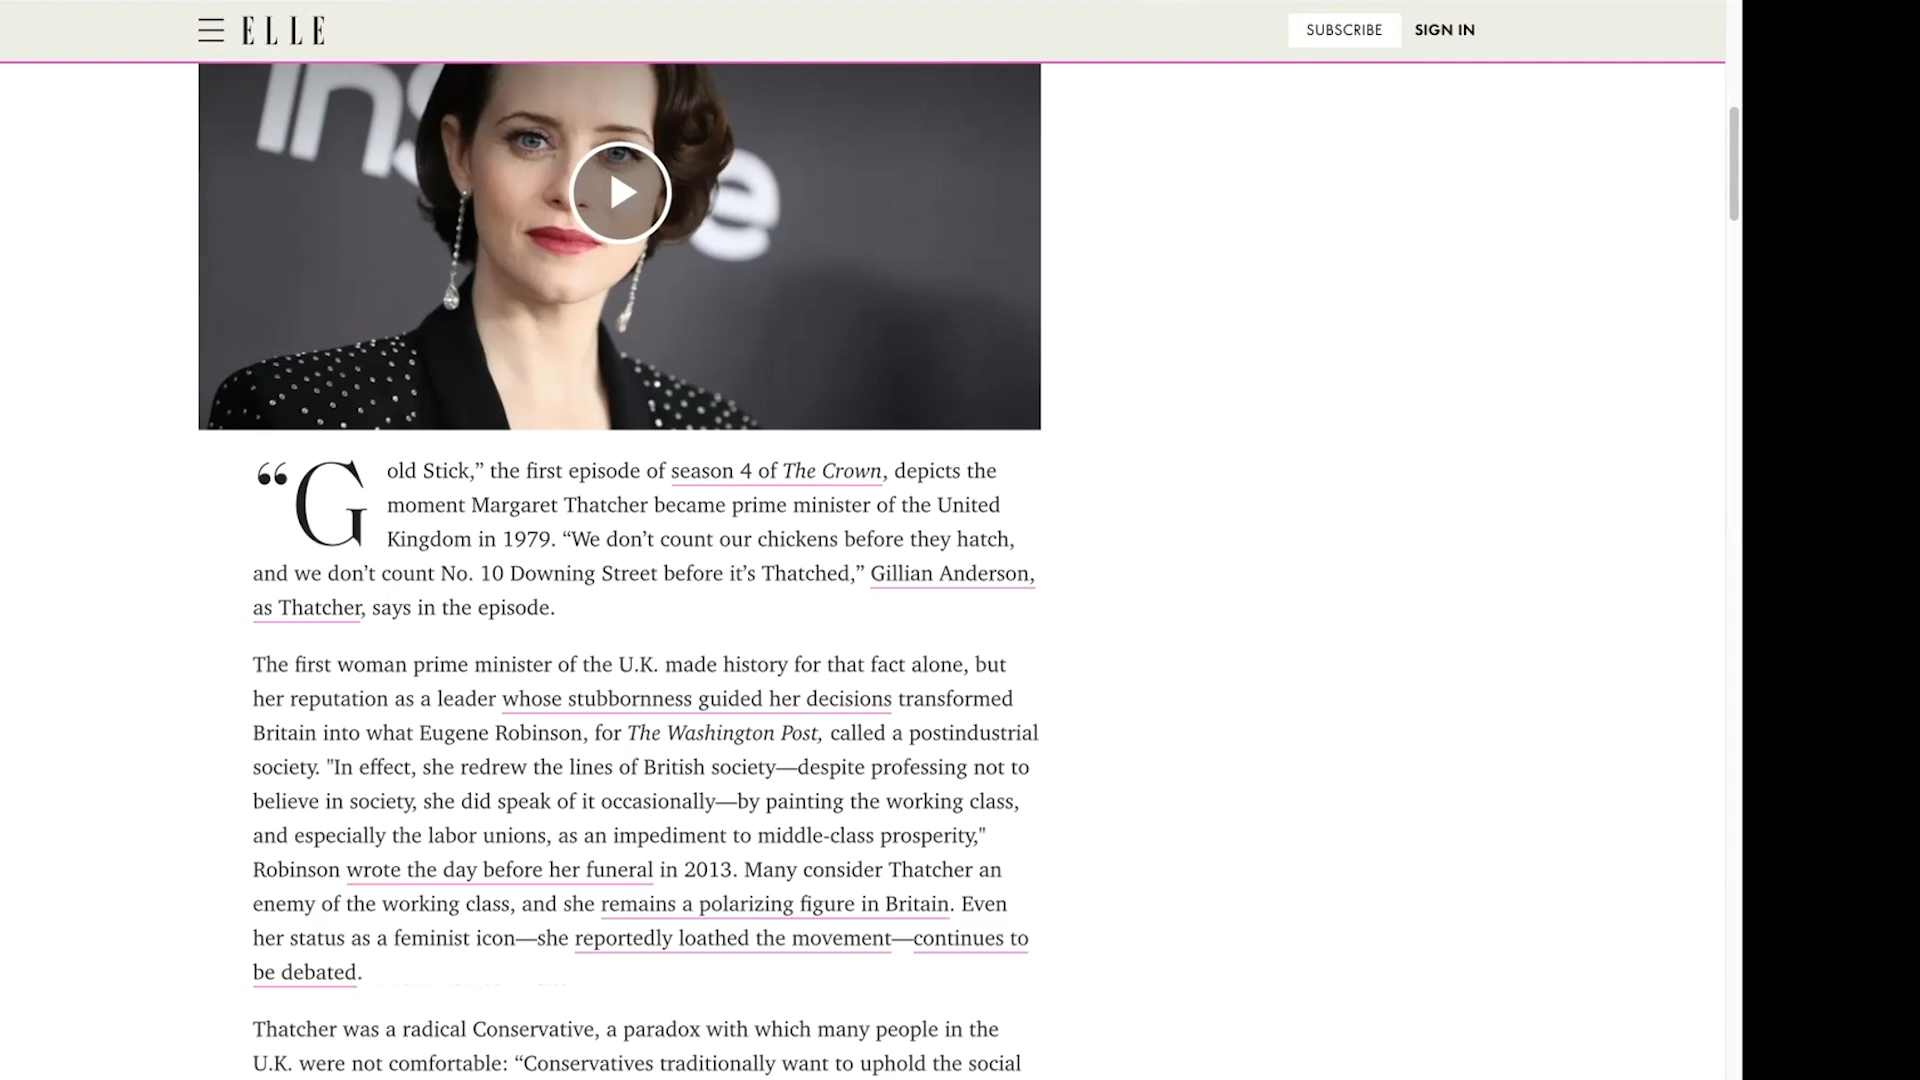 ELLE
SUBSCRIBE
SIGN IN
InS e
“Gold Stick,” the first episode of season 4 of The Crown, depicts the
moment Margaret Thatcher became prime minister of the United
Kingdom in 1979. “We don’t count our chickens before they hatch,
and we don’t count No. 10 Downing Street before it’s Thatched,” Gillian Anderson,
as Thatcher, says in the episode.
The first woman prime minister of the U.K. made history for that fact alone, but
her reputation as a leader whose stubbornness guided her decisions transformed
Britain into what Eugene Robinson, for The Washington Post, called a postindustrial
society. "In effect, she redrew the lines of British society—despite professing not to
believe in society, she did speak of it occasionally—by painting the working class,
and especially the labor unions, as an impediment to middle-class prosperity,"
Robinson wrote the day before her funeral in 2013. Many consider Thatcher an
enemy of the working class, and she remains a polarizing figure in Britain. Even
her status as a feminist icon—she reportedly loathed the movement—continues to
be debated.
Thatcher was a radical Conservative, a paradox with which many people in the
U.K. were not comfortable: “Conservatives traditionally want to uphold the social